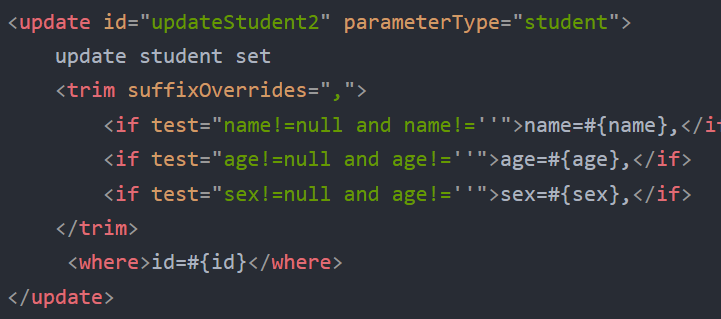 <update id="updateStudent2" parameterType="student">
update student set
<trim suffixOverrides=",">
<if test="name!=null and name!=''">name=#{name},</if
<if test="age!=null and age!=''">age=#{age},</if>
<if test="sex!=null and age!=''">sex=#{sex},</if>
</trim>
<where>id=#{id}</where>
</update>